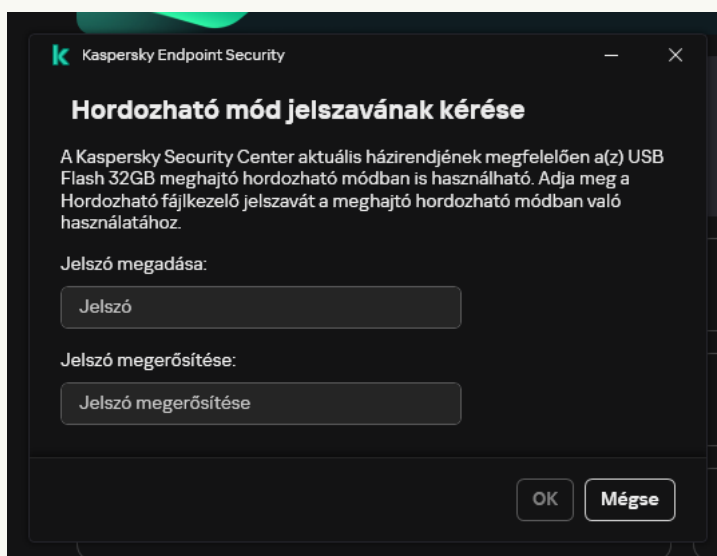 Kaspersky Endpoint Security
Hordozható mód jelszavának kérése
A Kaspersky Security Center aktuális házirendjének megfelelően a(z) USB
Flash 32GB meghajtó hordozható módban is használható. Adja meg a
Hordozható fájlkezelő jelszavát a meghajtó hordozható módban való
használatához.
Jelszó megadása:
Jelszó
Jelszó megerősítése:
Jelszó megerősítése
OK Mégse